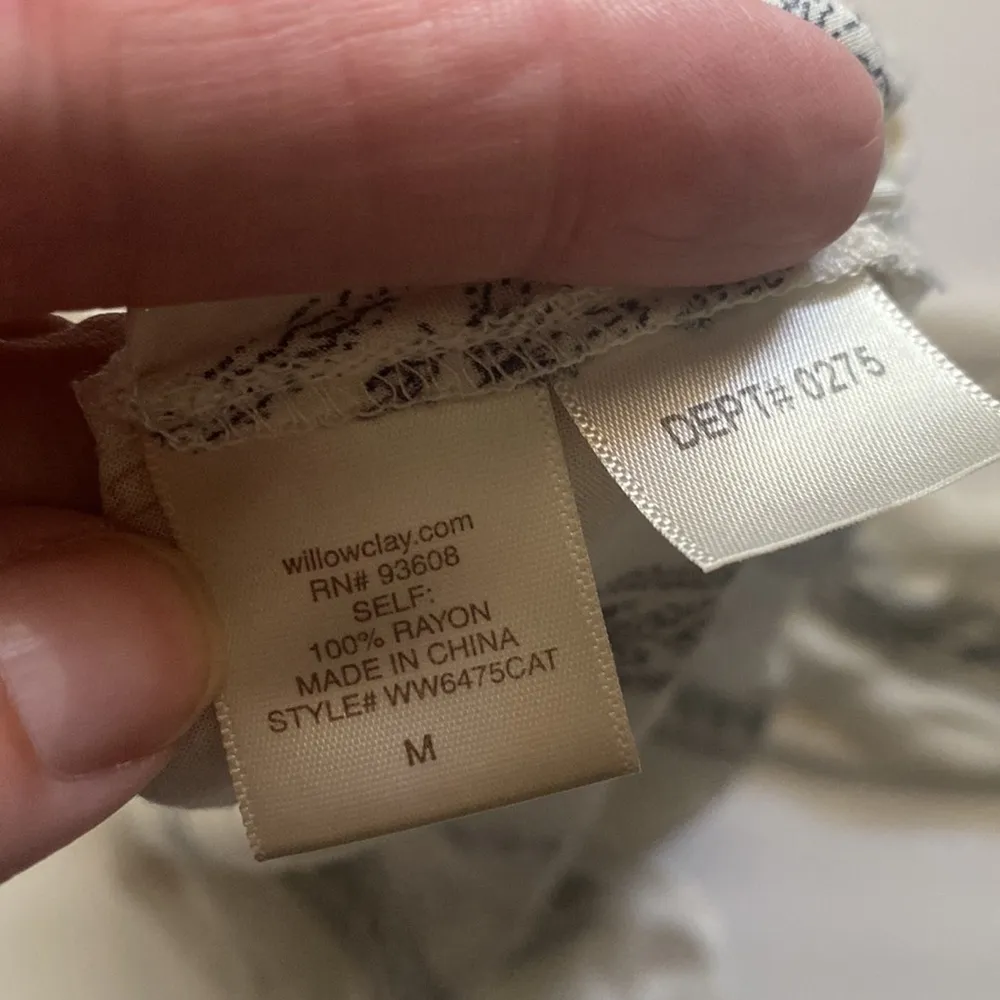 willowclay.com
RN# 93608
SELF:
100% RAYON
MADE IN CHINA
STYLE# WW6475CAT
M
DEPT# 0275